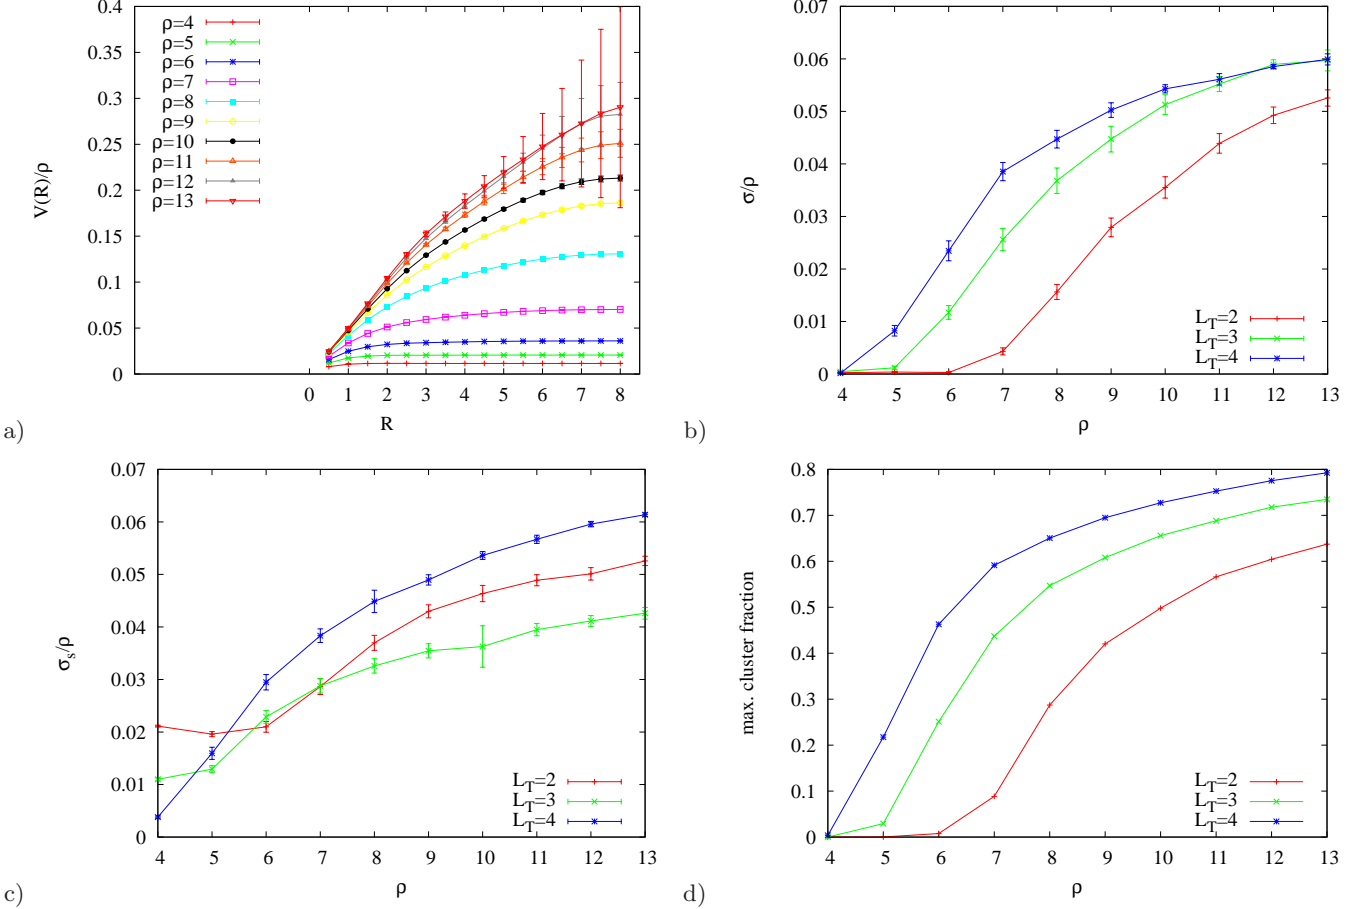 0.4
0.35
0.3
0.25
0.2
0.15
0.1
0.05
0
V(R)/ρ
ρ=4
ρ=5
ρ=6
ρ=7
ρ=8
ρ=9
ρ=10
ρ=11
ρ=12
ρ=13
0 1 2 3 4 5 6 7 8
R
a)
0.07
0.06
0.05
0.04
0.03
0.02
0.01
0
σ/ρ
L_T=2
L_T=3
L_T=4
4 5 6 7 8 9 10 11 12 13
ρ
b)
0.07
0.06
0.05
0.04
0.03
0.02
0.01
0
σ_s/ρ
L_T=2
L_T=3
L_T=4
4 5 6 7 8 9 10 11 12 13
ρ
c)
0.8
0.7
0.6
0.5
0.4
0.3
0.2
0.1
0
max. cluster fraction
L_T=2
L_T=3
L_T=4
4 5 6 7 8 9 10 11 12 13
ρ
d)